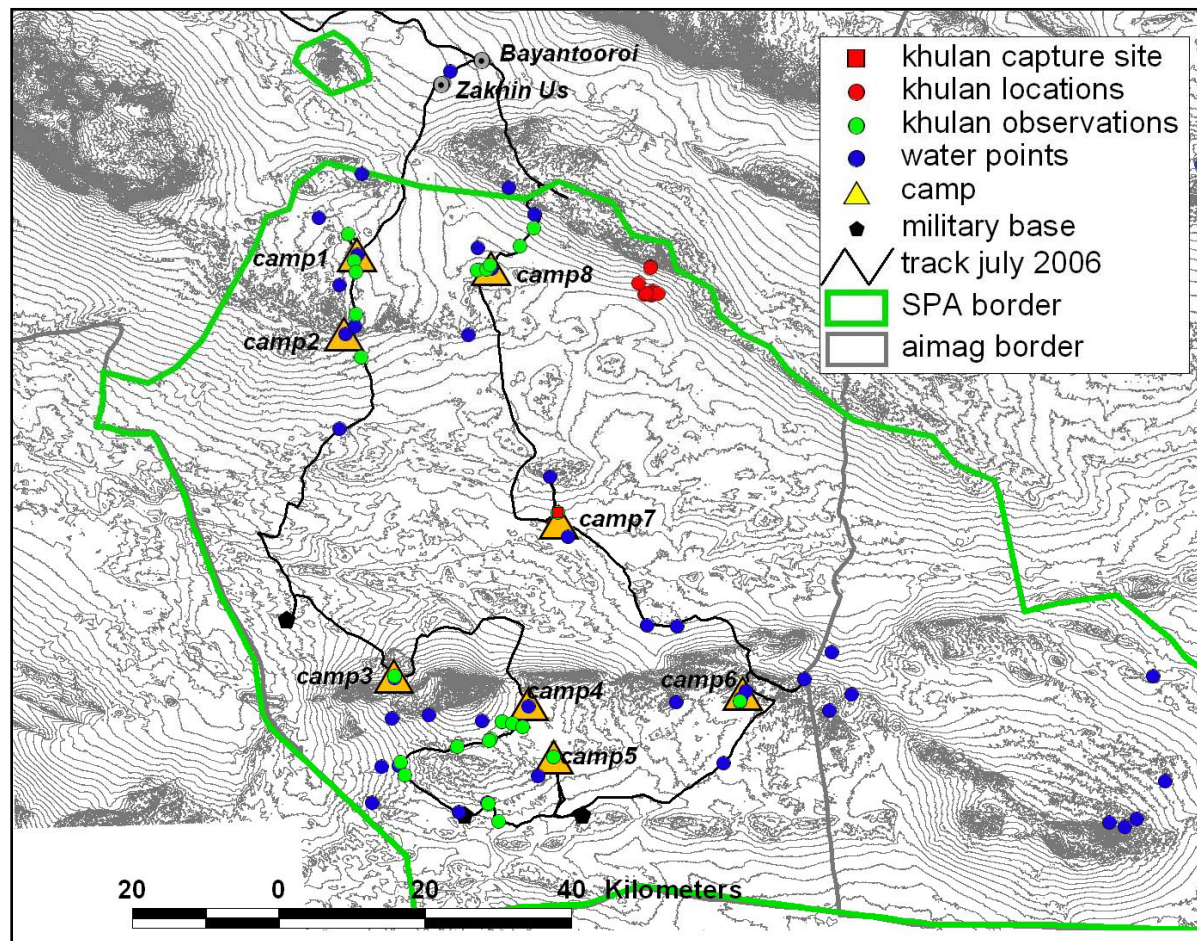 Bayantooroi
Zakhin Us
khulan capture site
khulan locations
khulan observations
water points
camp
military base
track july 2006
SPA border
aimag border
camp1
camp8
camp2
camp7
camp3
camp4
camp6
camp5
20 0 20 40 Kilometers